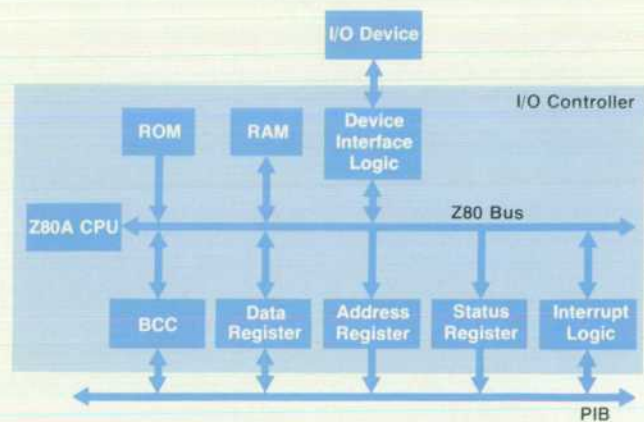 I/O Device
I/O Controller
ROM
RAM
Device
Interface
Logic
Z80A CPU
Z80 Bus
BCC
Data
Register
Address
Register
Status
Register
Interrupt
Logic
PIB